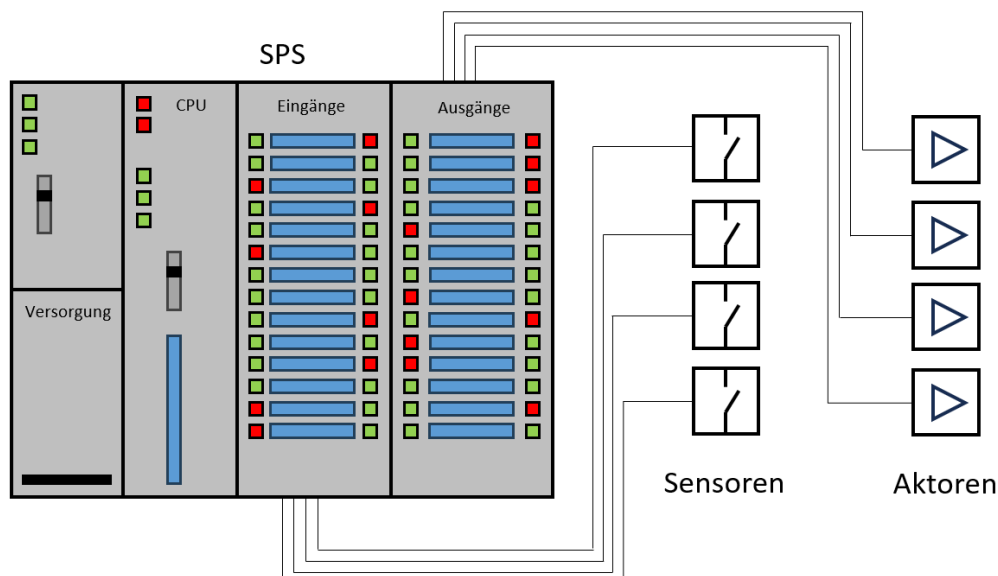 SPS
CPU
Eingänge
Ausgänge
Versorgung
Sensoren
Aktoren